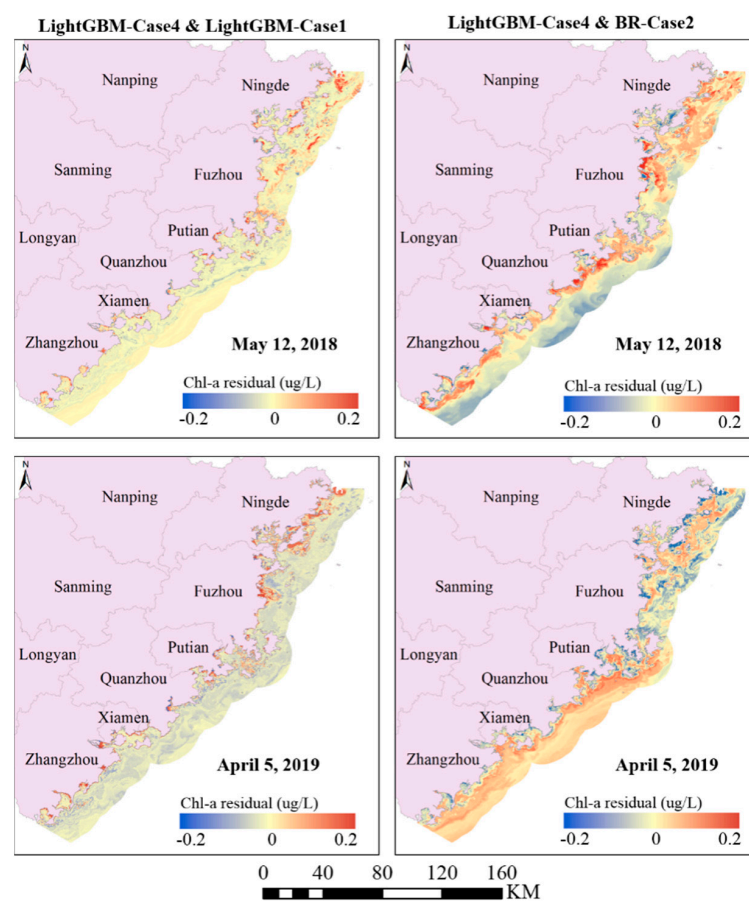 LightGBM-Case4 & LightGBM-Case1
LightGBM-Case4 & BR-Case2
N
Nanping
Ningde
Sanming
Fuzhou
Longyan
Putian
Quanzhou
Xiamen
Zhangzhou
May 12, 2018
Chl-a residual (ug/L)
-0.2 0 0.2
N
Nanping
Ningde
Sanming
Fuzhou
Longyan
Putian
Quanzhou
Xiamen
Zhangzhou
May 12, 2018
Chl-a residual (ug/L)
-0.2 0 0.2
N
Nanping
Ningde
Sanming
Fuzhou
Longyan
Putian
Quanzhou
Xiamen
Zhangzhou
April 5, 2019
Chl-a residual (ug/L)
-0.2 0 0.2
N
Nanping
Ningde
Sanming
Fuzhou
Longyan
Putian
Quanzhou
Xiamen
Zhangzhou
April 5, 2019
Chl-a residual (ug/L)
-0.2 0 0.2
0 20 40 80 120 160
KM